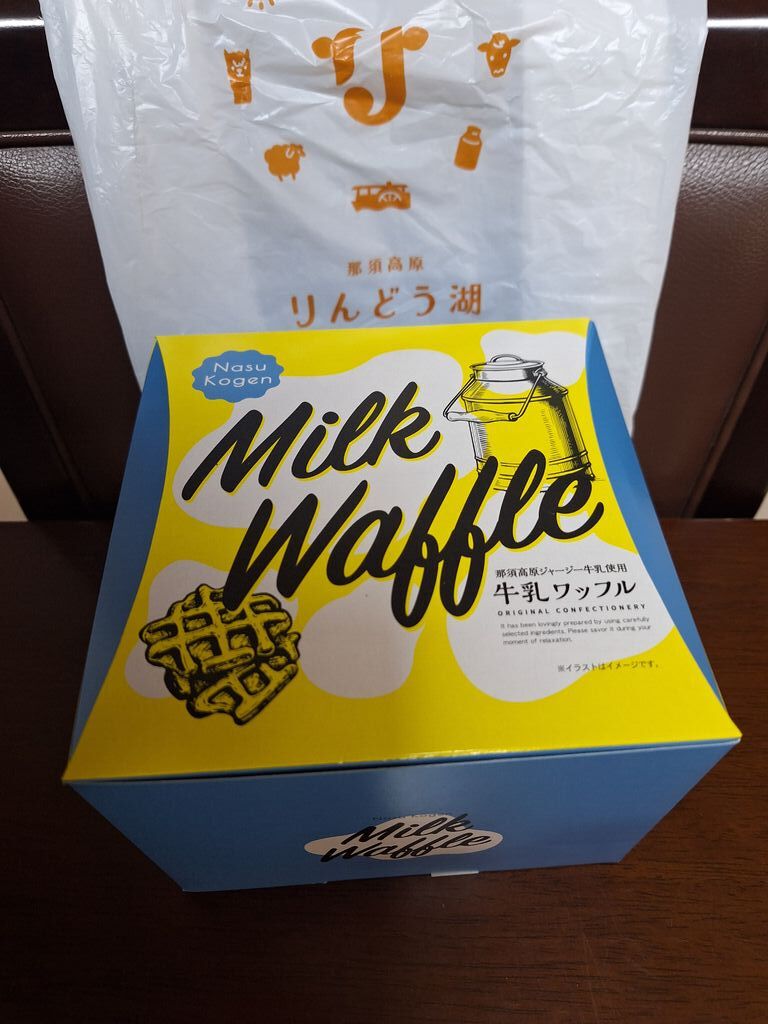 那須高原
りんどう湖
Nasu
Kogen
Milk
Waffle
那須高原ジャージー牛乳使用
牛乳ワッフル
ORIGINAL CONFECTIONERY
It has been lovingly prepared by using carefully
selected ingredients. Please savor it during your
moment of relaxation.
※イラストはイメージです。
Milk
Waffle